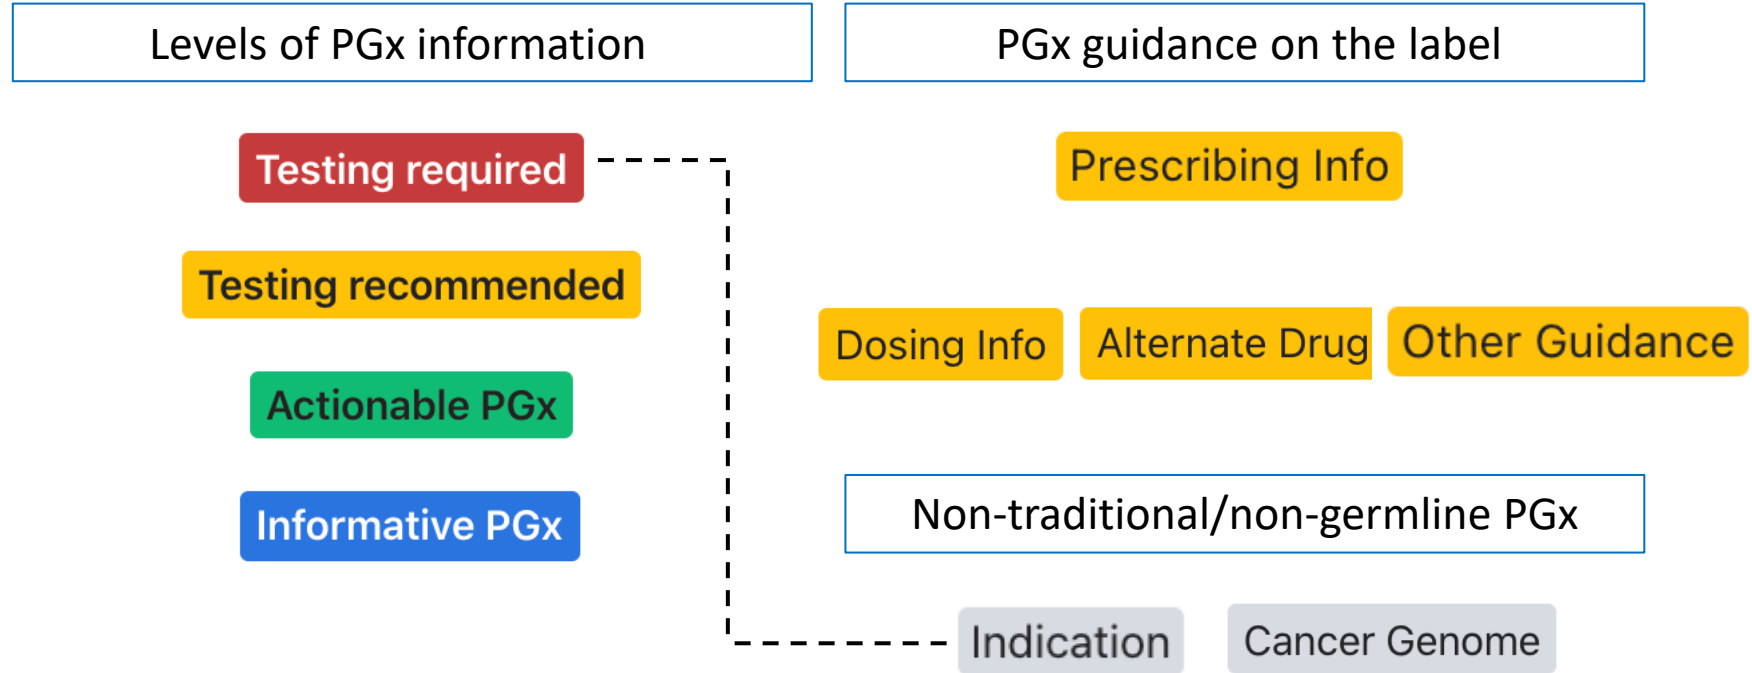 Levels of PGx information
Testing required
Testing recommended
Actionable PGx
Informative PGx
PGx guidance on the label
Prescribing Info
Dosing Info
Alternate Drug
Other Guidance
Non-traditional/non-germline PGx
Indication
Cancer Genome